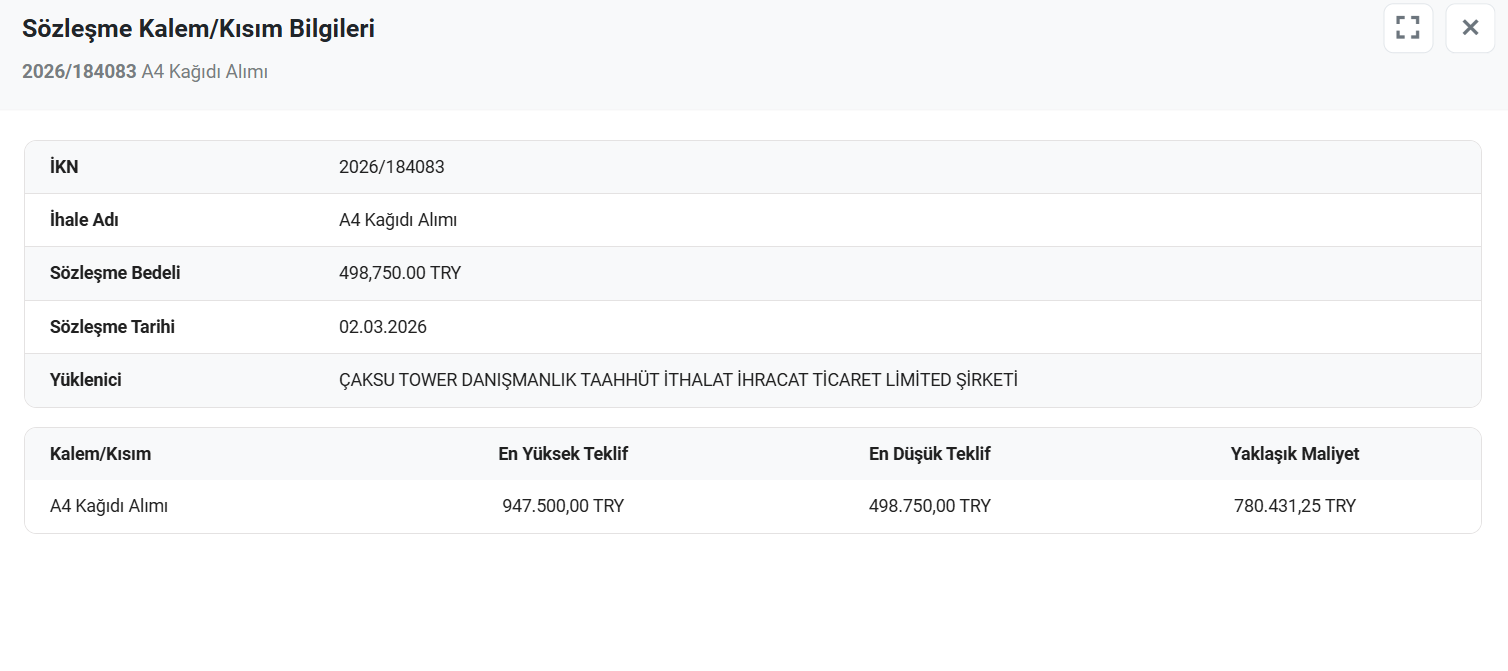 Sözleşme Kalem/Kısım Bilgileri
2026/184083 A4 Kağıdı Alımı
İKN 2026/184083
İhale Adı A4 Kağıdı Alımı
Sözleşme Bedeli 498,750.00 TRY
Sözleşme Tarihi 02.03.2026
Yüklenici ÇAKSU TOWER DANIŞMANLIK TAAHHÜT İTHALAT İHRACAT TİCARET LİMİTED ŞİRKETİ
Kalem/Kısım En Yüksek Teklif En Düşük Teklif Yaklaşık Maliyet
A4 Kağıdı Alımı 947.500,00 TRY 498.750,00 TRY 780.431,25 TRY